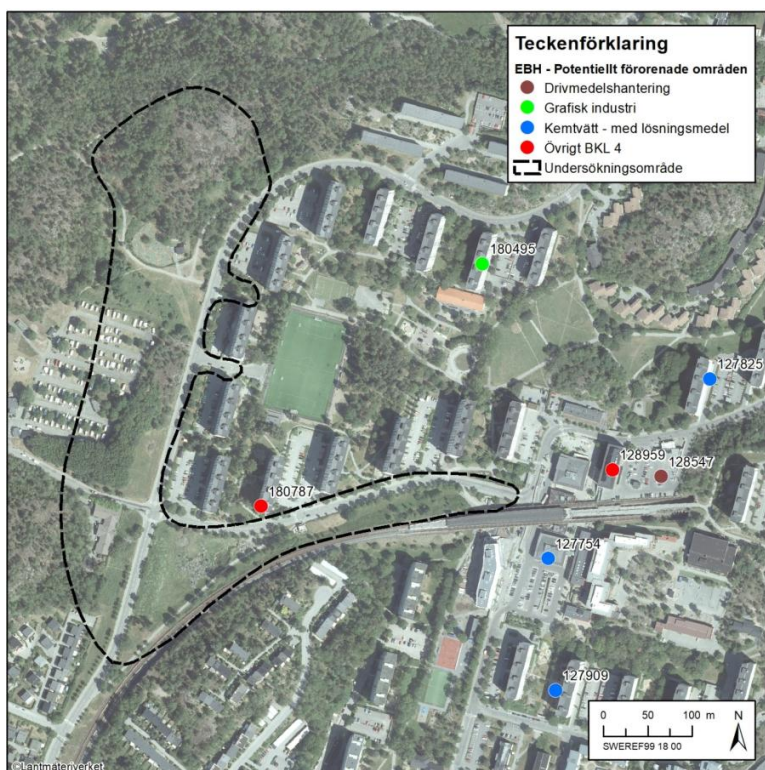 Teckenförklaring
EBH - Potentiellt förorenade områden
Drivmedelshantering
Grafisk industri
Kemtvätt - med lösningsmedel
Övrigt BKL 4
Undersökningsområde
180495
127825
128959
128547
180787
127754
127909
0 50 100 m N
SWEREF99 18 00
©Lantmäteriverket